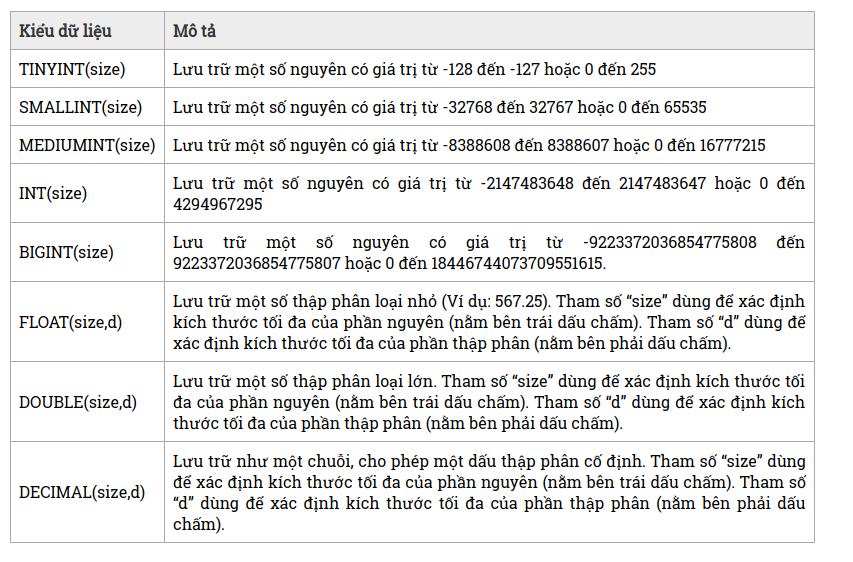 Kiểu dữ liệu Mô tả
TINYINT(size) Lưu trữ một số nguyên có giá trị từ -128 đến -127 hoặc 0 đến 255
SMALLINT(size) Lưu trữ một số nguyên có giá trị từ -32768 đến 32767 hoặc 0 đến 65535
MEDIUMINT(size) Lưu trữ một số nguyên có giá trị từ -8388608 đến 8388607 hoặc 0 đến 16777215
INT(size) Lưu trữ một số nguyên có giá trị từ -2147483648 đến 2147483647 hoặc 0 đến
4294967295
BIGINT(size) Lưu trữ một số nguyên có giá trị từ -9223372036854775808 đến
9223372036854775807 hoặc 0 đến 18446744073709551615.
FLOAT(size,d) Lưu trữ một số thập phân loại nhỏ (Ví dụ: 567.25). Tham số “size” dùng để xác định
kích thước tối đa của phần nguyên (nằm bên trái dấu chấm). Tham số “d” dùng để
xác định kích thước tối đa của phần thập phân (nằm bên phải dấu chấm).
DOUBLE(size,d) Lưu trữ một số thập phân loại lớn. Tham số “size” dùng để xác định kích thước tối
đa của phần nguyên (nằm bên trái dấu chấm). Tham số “d” dùng để xác định kích
thước tối đa của phần thập phân (nằm bên phải dấu chấm).
DECIMAL(size,d) Lưu trữ như một chuỗi, cho phép một dấu thập phân cố định. Tham số “size” dùng
để xác định kích thước tối đa của phần nguyên (nằm bên trái dấu chấm). Tham số
“d” dùng để xác định kích thước tối đa của phần thập phân (nằm bên phải dấu
chấm).